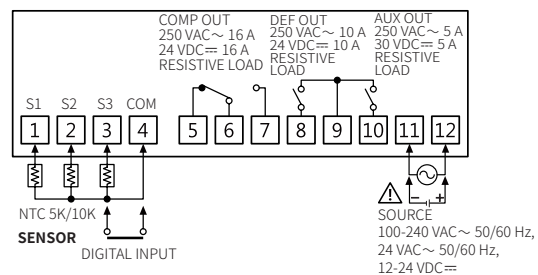 COMP OUT
250 VAC～ 16 A
24 VDC⎓ 16 A
RESISTIVE LOAD
DEF OUT
250 VAC～ 10 A
24 VDC⎓ 10 A
RESISTIVE
LOAD
AUX OUT
250 VAC～ 5 A
30 VDC⎓ 5 A
RESISTIVE
LOAD
S1 S2 S3 COM
1 2 3 4 5 6 7 8 9 10 11 12
NTC 5K/10K
SENSOR
DIGITAL INPUT
SOURCE
100-240 VAC～ 50/60 Hz,
24 VAC～ 50/60 Hz,
12-24 VDC⎓